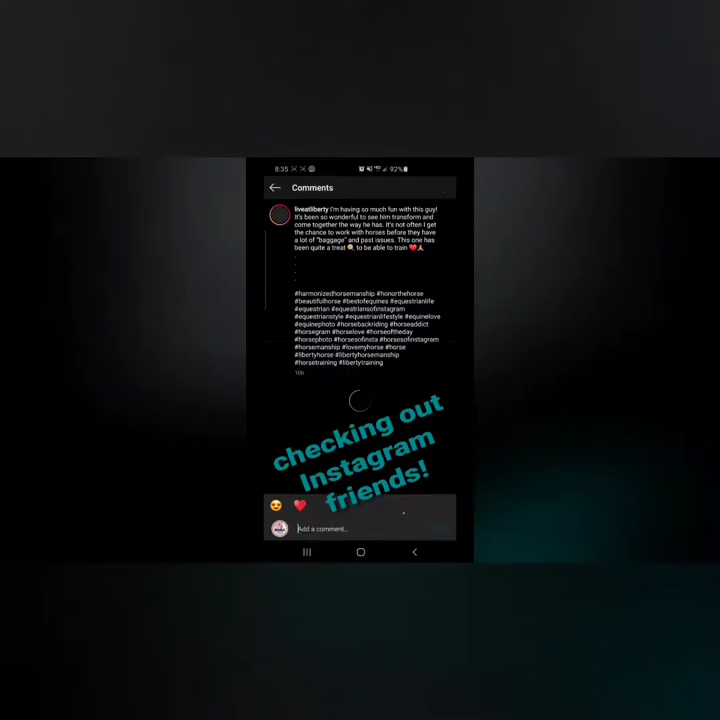 8:35
92%
Comments
liveatliberty I'm having so much fun with this guy!
It's been so wonderful to see him transform and
come together the way he has. It's not often I get
the chance to work with horses before they have
a lot of "baggage" and past issues. This one has
been quite a treat 🍭 to be able to train ❤️🙏🏻
.
.
.
.
#harmonizedhorsemanship #honorthehorse
#beautifulhorse #bestofequines #equestrianlife
#equestrian #equestriansofinstagram
#equestrianstyle #equestrianlifestyle #equinelove
#equinephoto #horsebackriding #horseaddict
#horsegram #horselove #horseoftheday
#horsephoto #horsesofinsta #horsesofinstagram
#horsemanship #lovemyhorse #horse
#libertyhorse #libertyhorsemanship
#horsetraining #libertytraining
10h
checking out
Instagram
friends!
😍 ❤️
Add a comment...